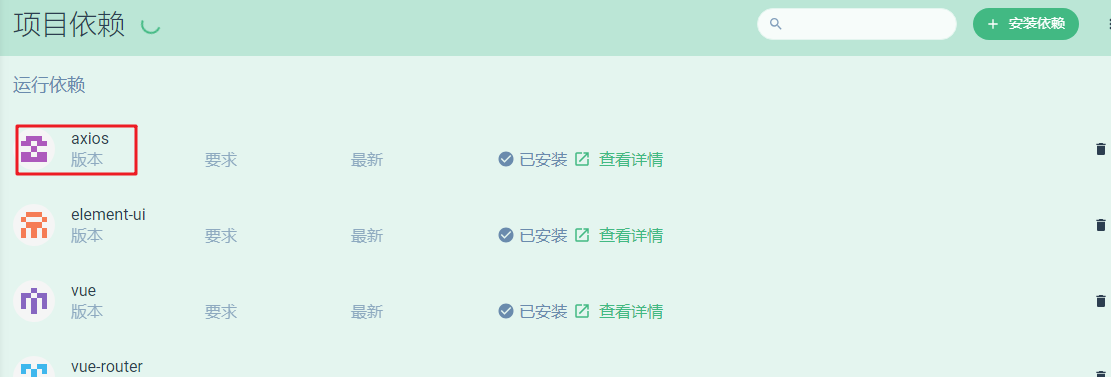 项目依赖
安装依赖
运行依赖
axios
版本 要求 最新 已安装 查看详情
element-ui
版本 要求 最新 已安装 查看详情
vue
版本 要求 最新 已安装 查看详情
vue-router